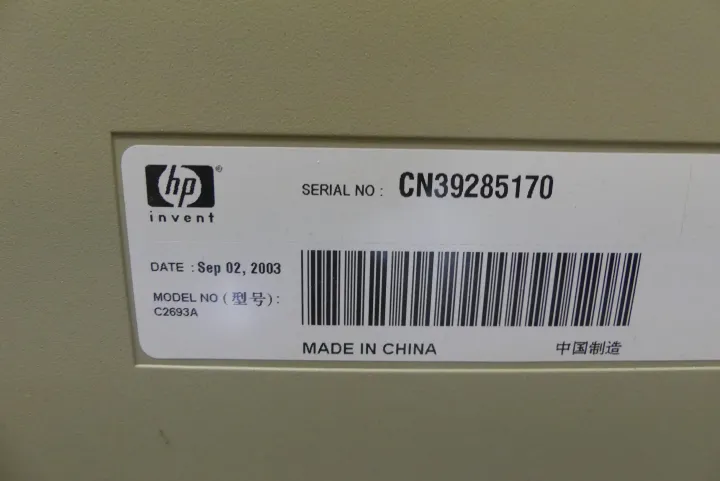 hp®
invent
SERIAL NO : CN39285170
DATE : Sep 02, 2003
MODEL NO (型号):
C2693A
MADE IN CHINA
中国制造